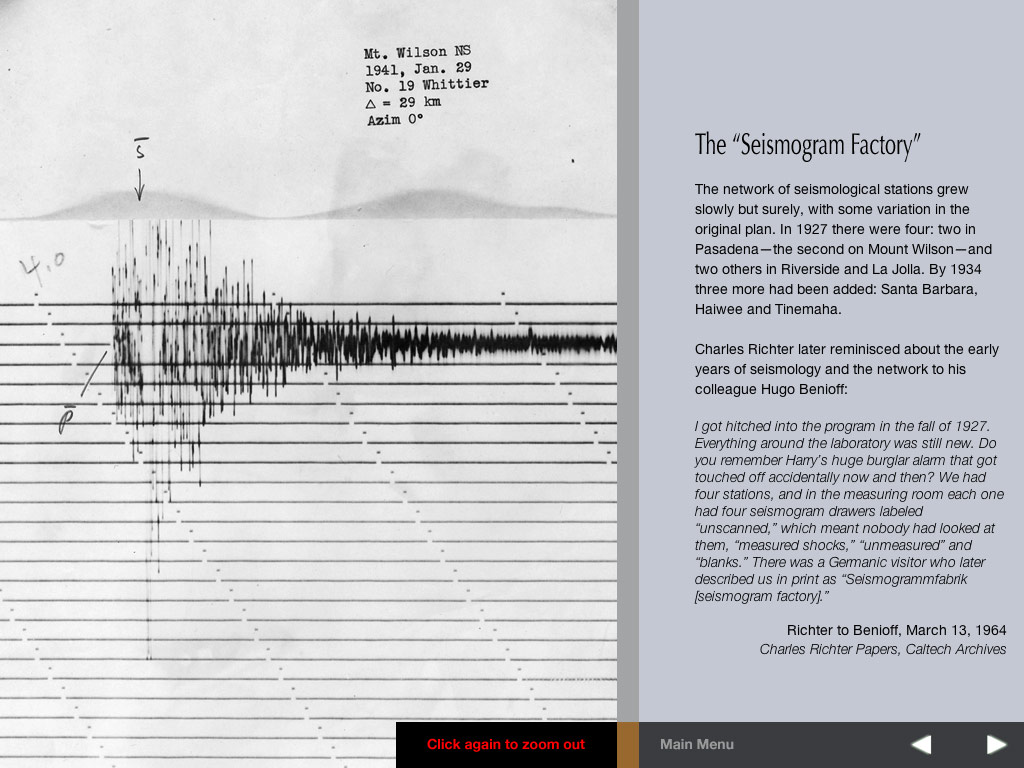 Mt. Wilson NS
1941, Jan. 29
No. 19 Whittier
△ = 29 km
Azim 0°
S̅
4.0
P̅
The “Seismogram Factory”
The network of seismological stations grew
slowly but surely, with some variation in the
original plan. In 1927 there were four: two in
Pasadena—the second on Mount Wilson—and
two others in Riverside and La Jolla. By 1934
three more had been added: Santa Barbara,
Haiwee and Tinemaha.
Charles Richter later reminisced about the early
years of seismology and the network to his
colleague Hugo Benioff:
I got hitched into the program in the fall of 1927.
Everything around the laboratory was still new. Do
you remember Harry’s huge burglar alarm that got
touched off accidentally now and then? We had
four stations, and in the measuring room each one
had four seismogram drawers labeled
“unscanned,” which meant nobody had looked at
them, “measured shocks,” “unmeasured” and
“blanks.” There was a Germanic visitor who later
described us in print as “Seismogrammfabrik
[seismogram factory].”
Richter to Benioff, March 13, 1964
Charles Richter Papers, Caltech Archives
Click again to zoom out
Main Menu